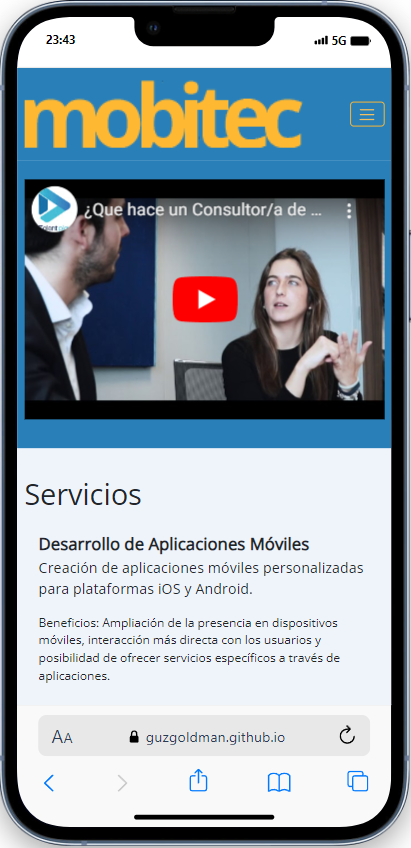 23:43
5G
mobitec
¿Que hace un Consultor/a de ...
Servicios
Desarrollo de Aplicaciones Móviles
Creación de aplicaciones móviles personalizadas
para plataformas iOS y Android.
Beneficios: Ampliación de la presencia en dispositivos
móviles, interacción más directa con los usuarios y
posibilidad de ofrecer servicios específicos a través de
aplicaciones.
AA
guzgoldman.github.io